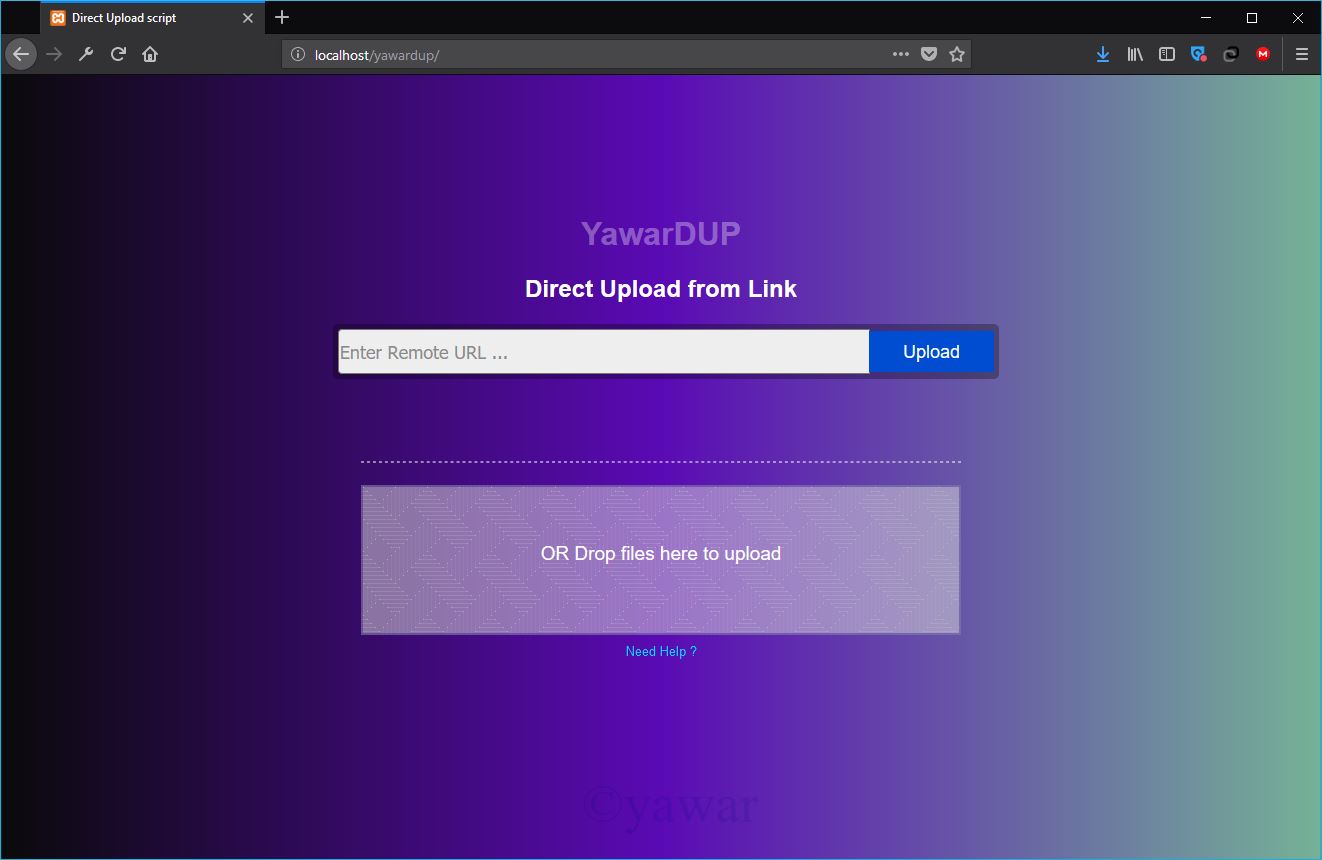 Direct Upload script
localhost/yawardup/
YawarDUP
Direct Upload from Link
Enter Remote URL ...
Upload
OR Drop files here to upload
Need Help ?
©yawar